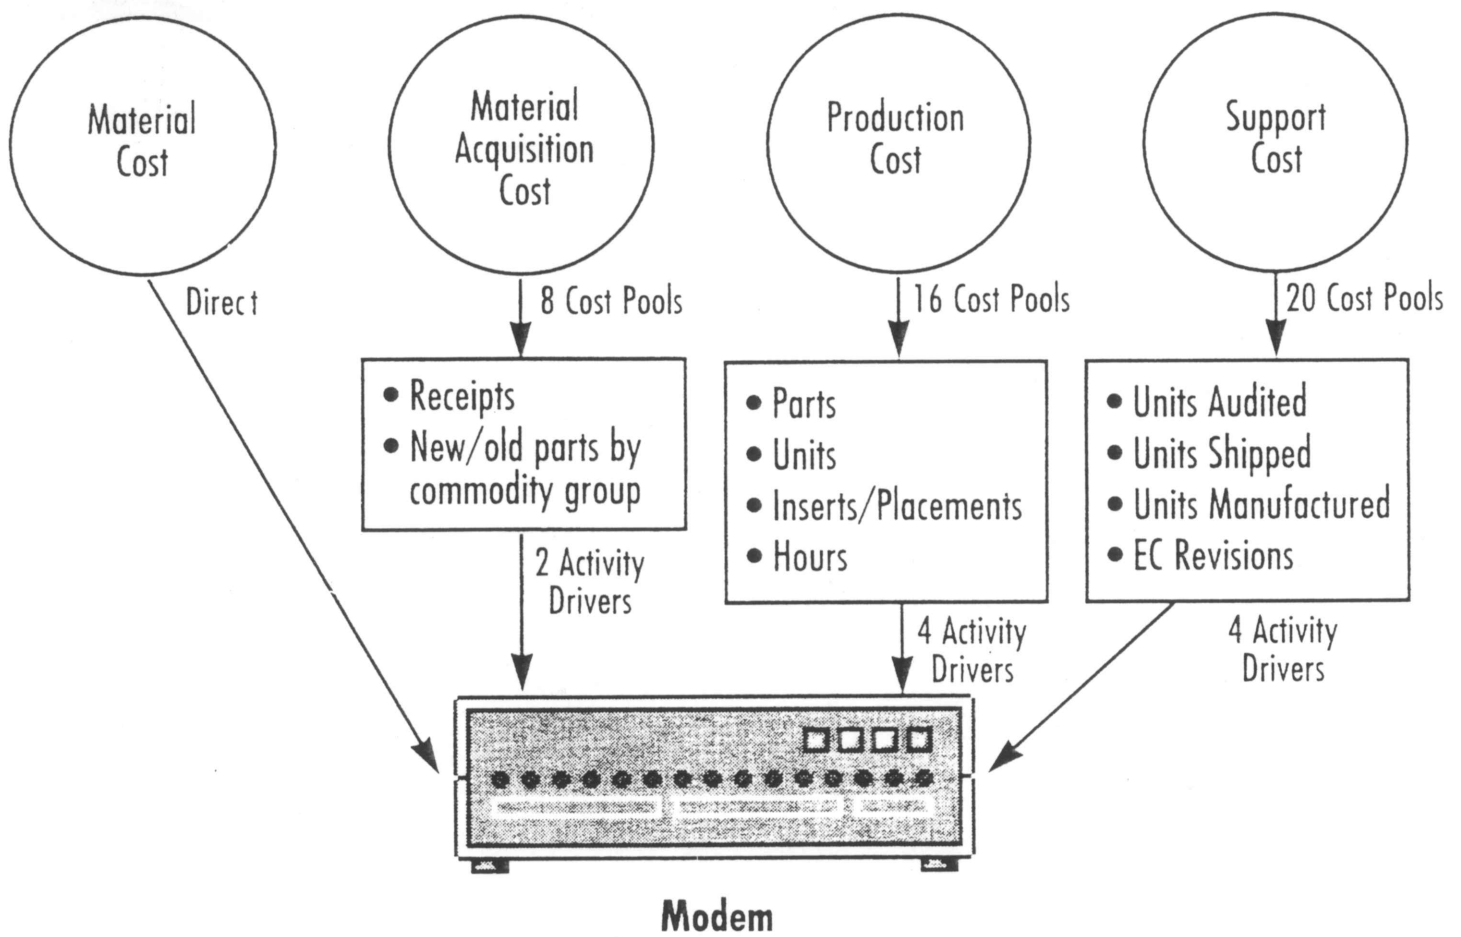 Material
Cost
Material
Acquisition
Cost
Production
Cost
Support
Cost
Direct
8 Cost Pools
16 Cost Pools
20 Cost Pools
• Receipts
• New/old parts by
commodity group
• Parts
• Units
• Inserts/Placements
• Hours
• Units Audited
• Units Shipped
• Units Manufactured
• EC Revisions
2 Activity
Drivers
4 Activity
Drivers
4 Activity
Drivers
Modem